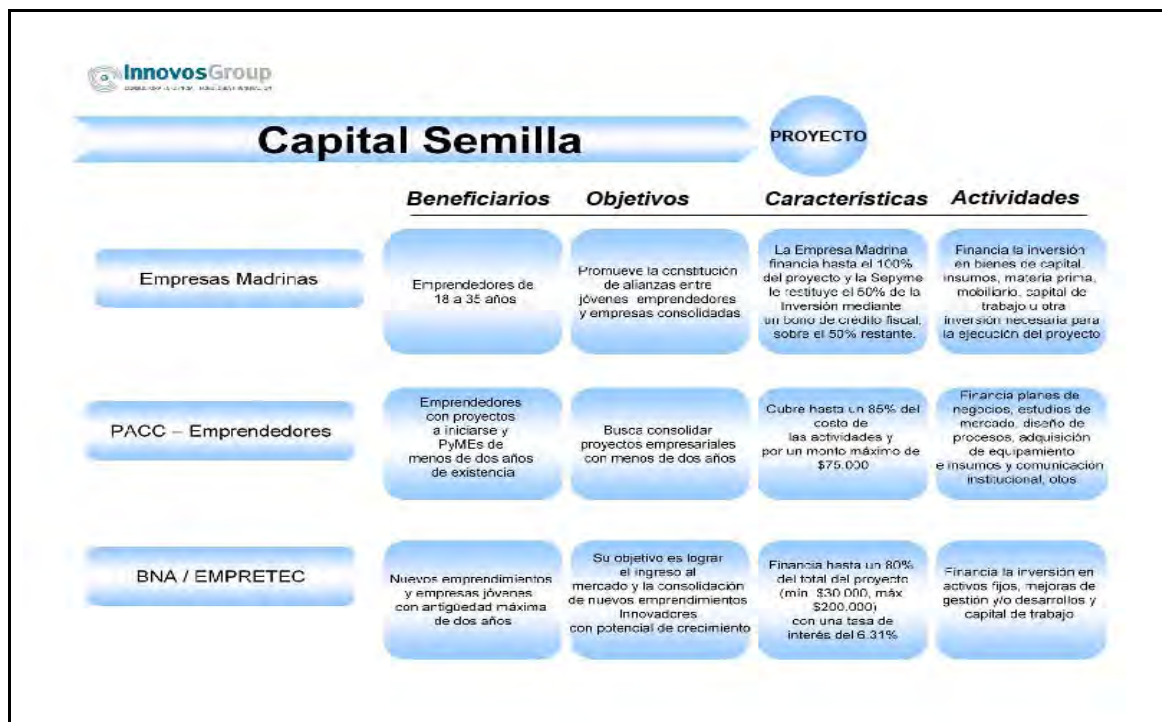 InnovosGroup
Capital Semilla
PROYECTO
Beneficiarios
Objetivos
Características
Actividades
Empresas Madrinas
Emprendedores de
18 a 35 años
Promueve la constitución
de alianzas entre
jóvenes emprendedores
y empresas consolidadas
La Empresa Madrina
financia hasta el 100%
del proyecto y la Sepyme
le restituye el 50% de la
Inversión mediante
un bono de crédito fiscal,
sobre el 50% restante.
Financia la inversión
en bienes de capital,
insumos, materia prima,
mobiliario, capital de
trabajo u otra
inversión necesaria para
la ejecución del proyecto
PACC – Emprendedores
Emprendedores
con proyectos
a iniciarse y
PyMEs de
menos de dos años
de existencia
Busca consolidar
proyectos empresariales
con menos de dos años
Cubre hasta un 85% del
costo de
las actividades y
por un monto máximo de
$75.000
Financia planes de
negocios, estudios de
mercado, diseño de
procesos, adquisición
de equipamiento
e insumos y comunicación
institucional, otos
BNA / EMPRETEC
Nuevos emprendimientos
y empresas jóvenes
con antigüedad máxima
de dos años
Su objetivo es lograr
el ingreso al
mercado y la consolidación
de nuevos emprendimientos
Innovadores
con potencial de crecimiento
Financia hasta un 80%
del total del proyecto
(mín. $30.000, máx
$200.000)
con una tasa de
interés del 6.31%
Financia la inversión en
activos fijos, mejoras de
gestión y/o desarrollos y
capital de trabajo